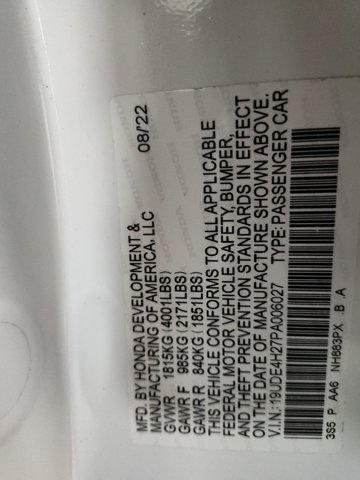 MFD. BY HONDA DEVELOPMENT &
MANUFACTURING OF AMERICA, LLC 08/22
GVWR 1815KG(4001LBS)
GAWR F 985KG(2171LBS)
GAWR R 840KG(1851LBS)
THIS VEHICLE CONFORMS TO ALL APPLICABLE
FEDERAL MOTOR VEHICLE SAFETY, BUMPER,
AND THEFT PREVENTION STANDARDS IN EFFECT
ON THE DATE OF MANUFACTURE SHOWN ABOVE.
V.I.N.: 19UDE4H27PA006027 TYPE: PASSENGER CAR
3S5 P AA6 NH883PX B A